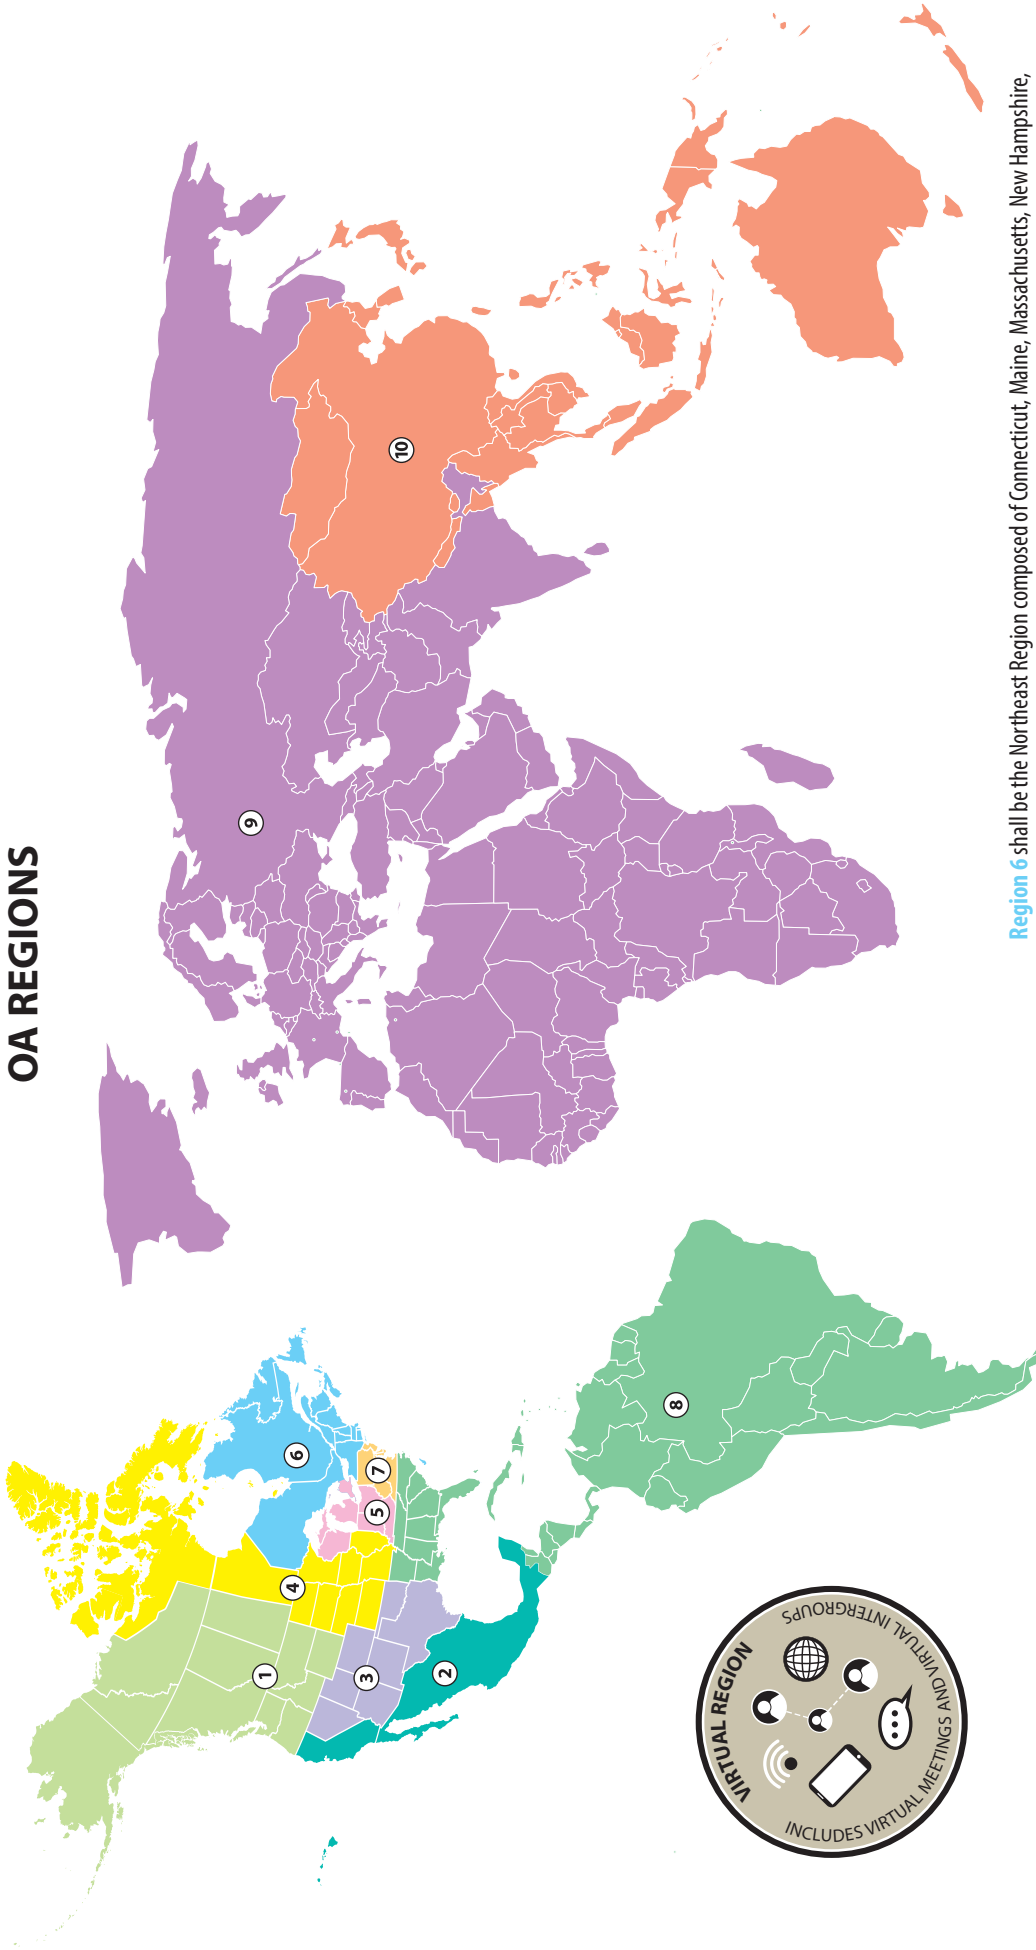 OA REGIONS
1
2
3
4
5
6
7
8
9
10
VIRTUAL REGION
INCLUDES VIRTUAL MEETINGS AND VIRTUAL INTERGROUPS
Region 6 shall be the Northeast Region composed of Connecticut, Maine, Massachusetts, New Hampshire,